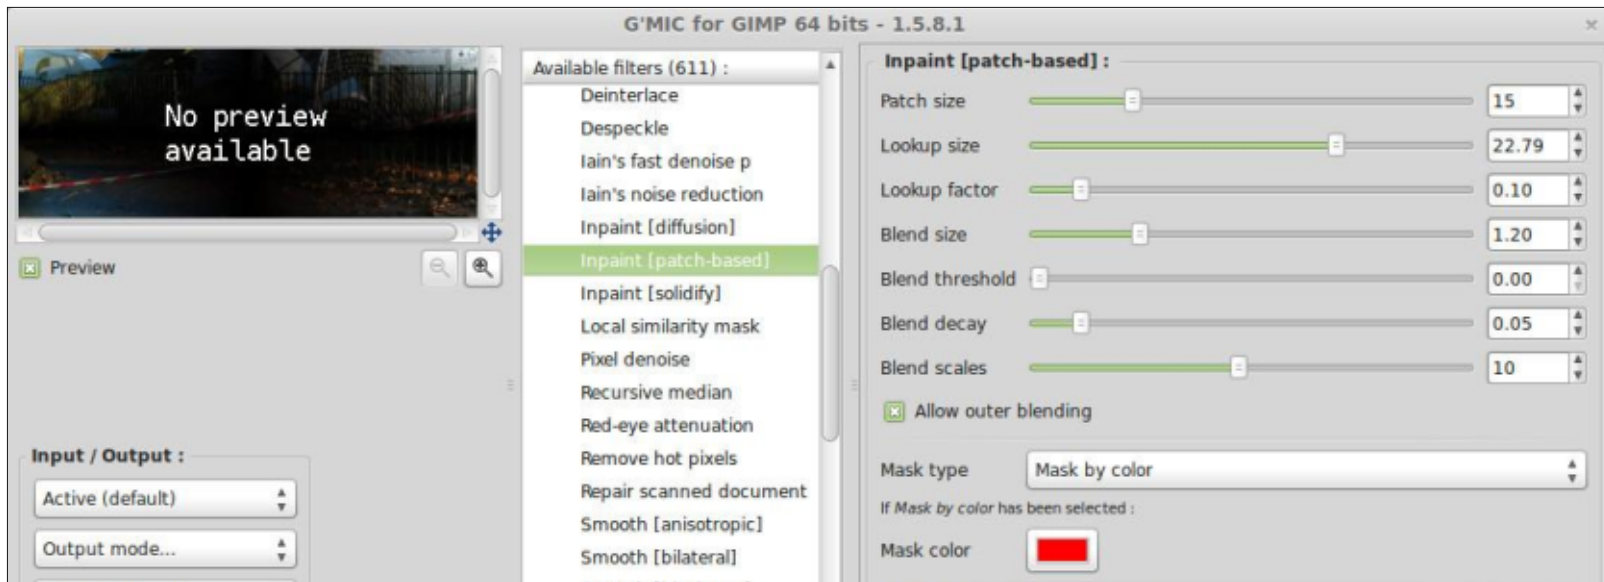 G'MIC for GIMP 64 bits - 1.5.8.1
No preview
available
Preview
Input / Output :
Active (default)
Output mode...
Available filters (611) :
Deinterlace
Despeckle
Iain's fast denoise p
Iain's noise reduction
Inpaint [diffusion]
Inpaint [patch-based]
Inpaint [solidify]
Local similarity mask
Pixel denoise
Recursive median
Red-eye attenuation
Remove hot pixels
Repair scanned document
Smooth [anisotropic]
Smooth [bilateral]
Inpaint [patch-based] :
Patch size 15
Lookup size 22.79
Lookup factor 0.10
Blend size 1.20
Blend threshold 0.00
Blend decay 0.05
Blend scales 10
Allow outer blending
Mask type Mask by color
If Mask by color has been selected :
Mask color